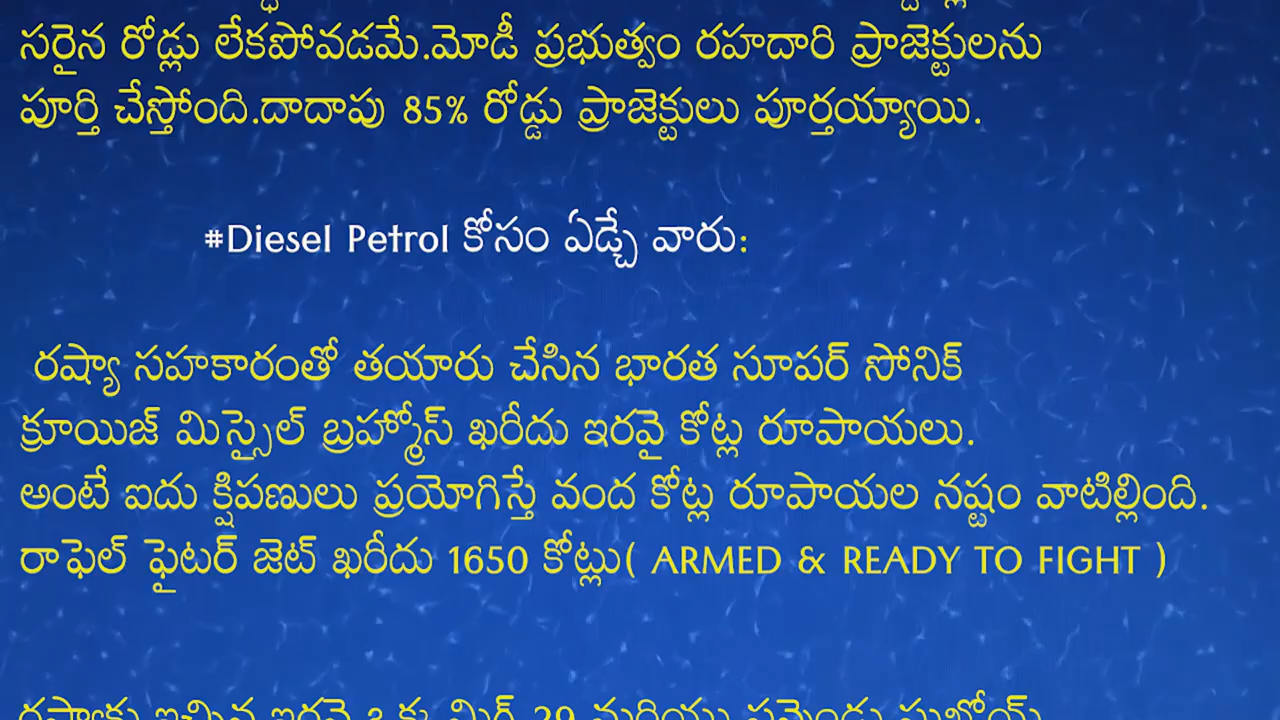 సరైన రోడ్లు లేకపోవడమే.మోడీ ప్రభుత్వం రహదారి ప్రాజెక్టులను
పూర్తి చేస్తోంది.దాదాపు 85% రోడ్డు ప్రాజెక్టులు పూర్తయ్యాయి.
#Diesel Petrol కోసం ఏడ్చే వారు:
రష్యా సహకారంతో తయారు చేసిన భారత సూపర్ సోనిక్
క్రూయిజ్ మిస్సైల్ బ్రహ్మోస్ ఖరీదు ఇరవై కోట్ల రూపాయలు.
అంటే ఐదు క్షిపణులు ప్రయోగిస్తే వంద కోట్ల రూపాయల నష్టం వాటిల్లింది.
రాఫెల్ ఫైటర్ జెట్ ఖరీదు 1650 కోట్లు( ARMED & READY TO FIGHT )